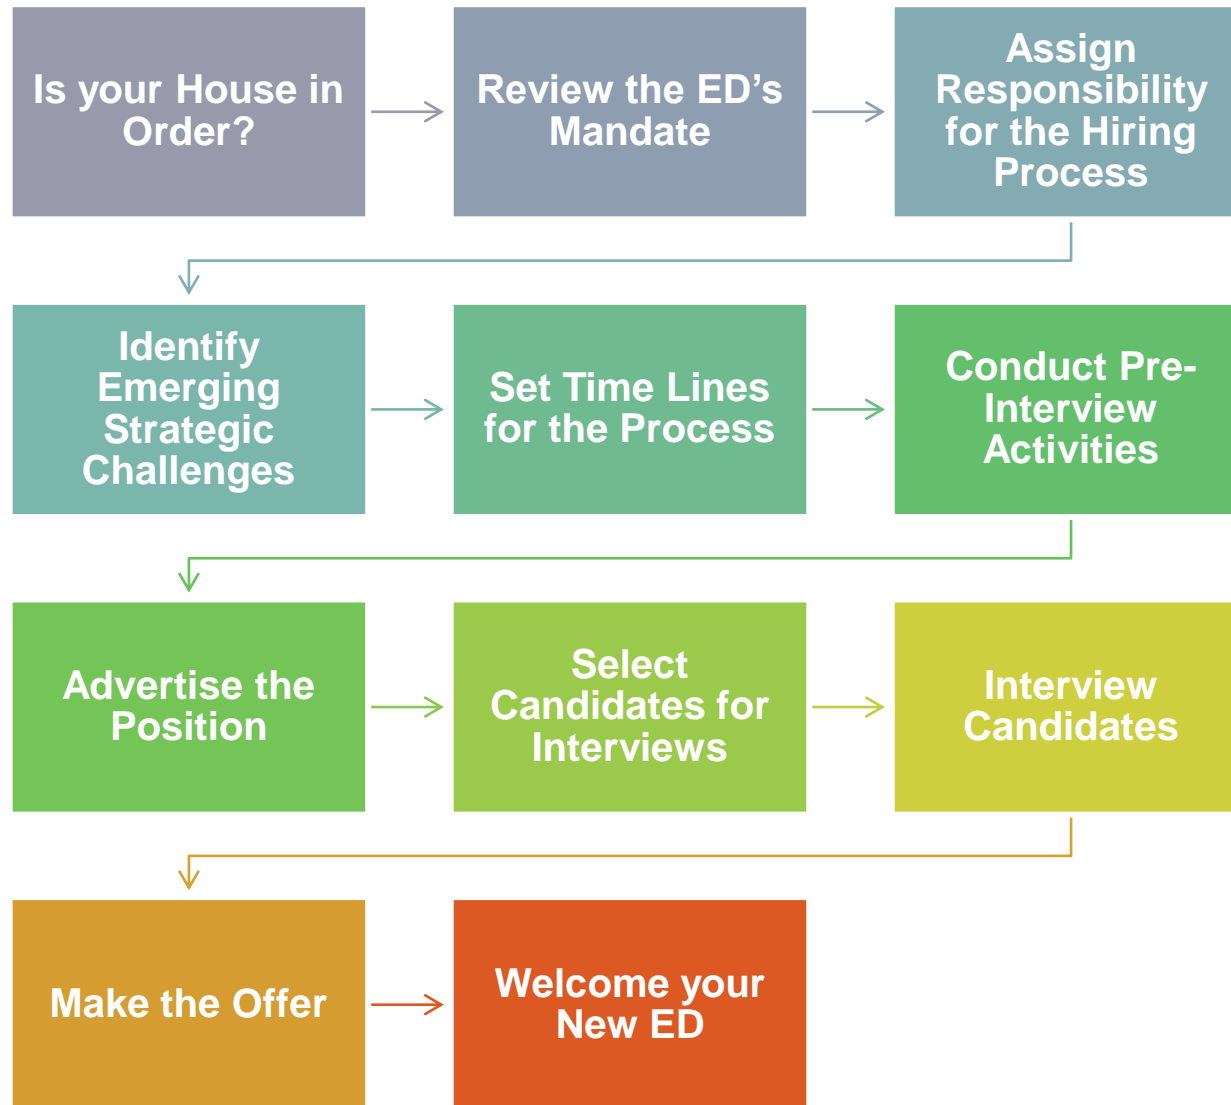 Is your House in
Order?
Review the ED’s
Mandate
Assign
Responsibility
for the Hiring
Process
Identify
Emerging
Strategic
Challenges
Set Time Lines
for the Process
Conduct Pre-
Interview
Activities
Advertise the
Position
Select
Candidates for
Interviews
Interview
Candidates
Make the Offer
Welcome your
New ED